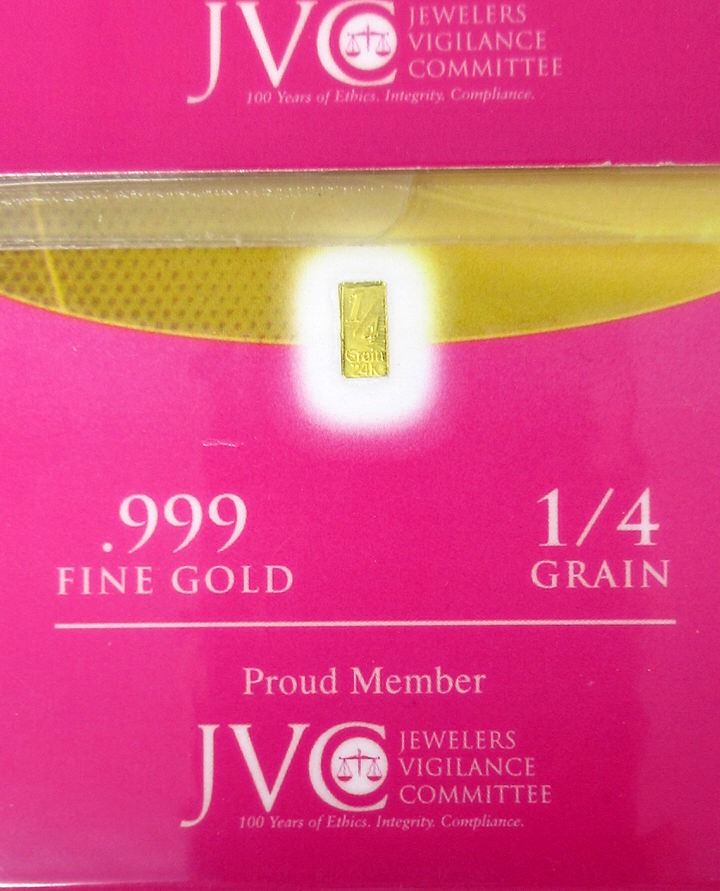 JVC JEWELERS
VIGILANCE
COMMITTEE
100 Years of Ethics. Integrity. Compliance.
1/4
Grain
24K
.999
FINE GOLD
1/4
GRAIN
Proud Member
JVC JEWELERS
VIGILANCE
COMMITTEE
100 Years of Ethics. Integrity. Compliance.